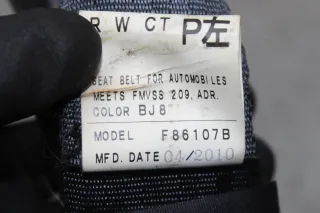 R W CT P左
SEAT BELT FOR AUTOMOBILES
MEETS FMVSS 209, ADR.
COLOR BJ8
MODEL F86107B
MFD. DATE 04/2010